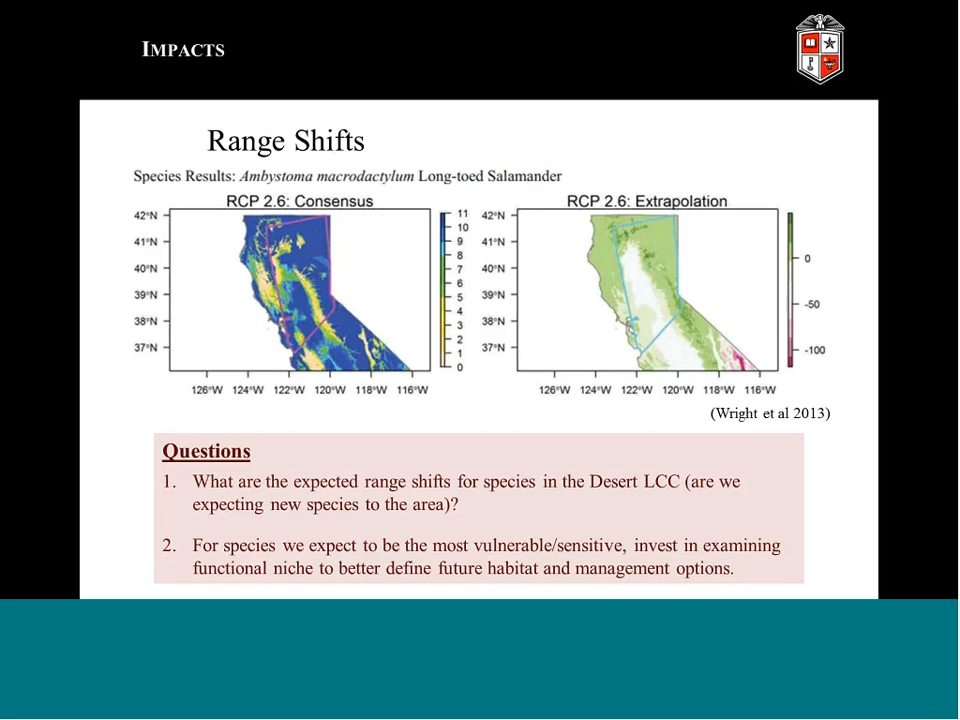 IMPACTS
Range Shifts
Species Results: Ambystoma macrodactylum Long-toed Salamander
RCP 2.6: Consensus
RCP 2.6: Extrapolation
42°N
41°N
40°N
39°N
38°N
37°N
126°W 124°W 122°W 120°W 118°W 116°W
11
10
9
8
7
6
5
4
3
2
1
0
42°N
41°N
40°N
39°N
38°N
37°N
126°W 124°W 122°W 120°W 118°W 116°W
0
-50
-100
(Wright et al 2013)
Questions
1. What are the expected range shifts for species in the Desert LCC (are we
expecting new species to the area)?
2. For species we expect to be the most vulnerable/sensitive, invest in examining
functional niche to better define future habitat and management options.